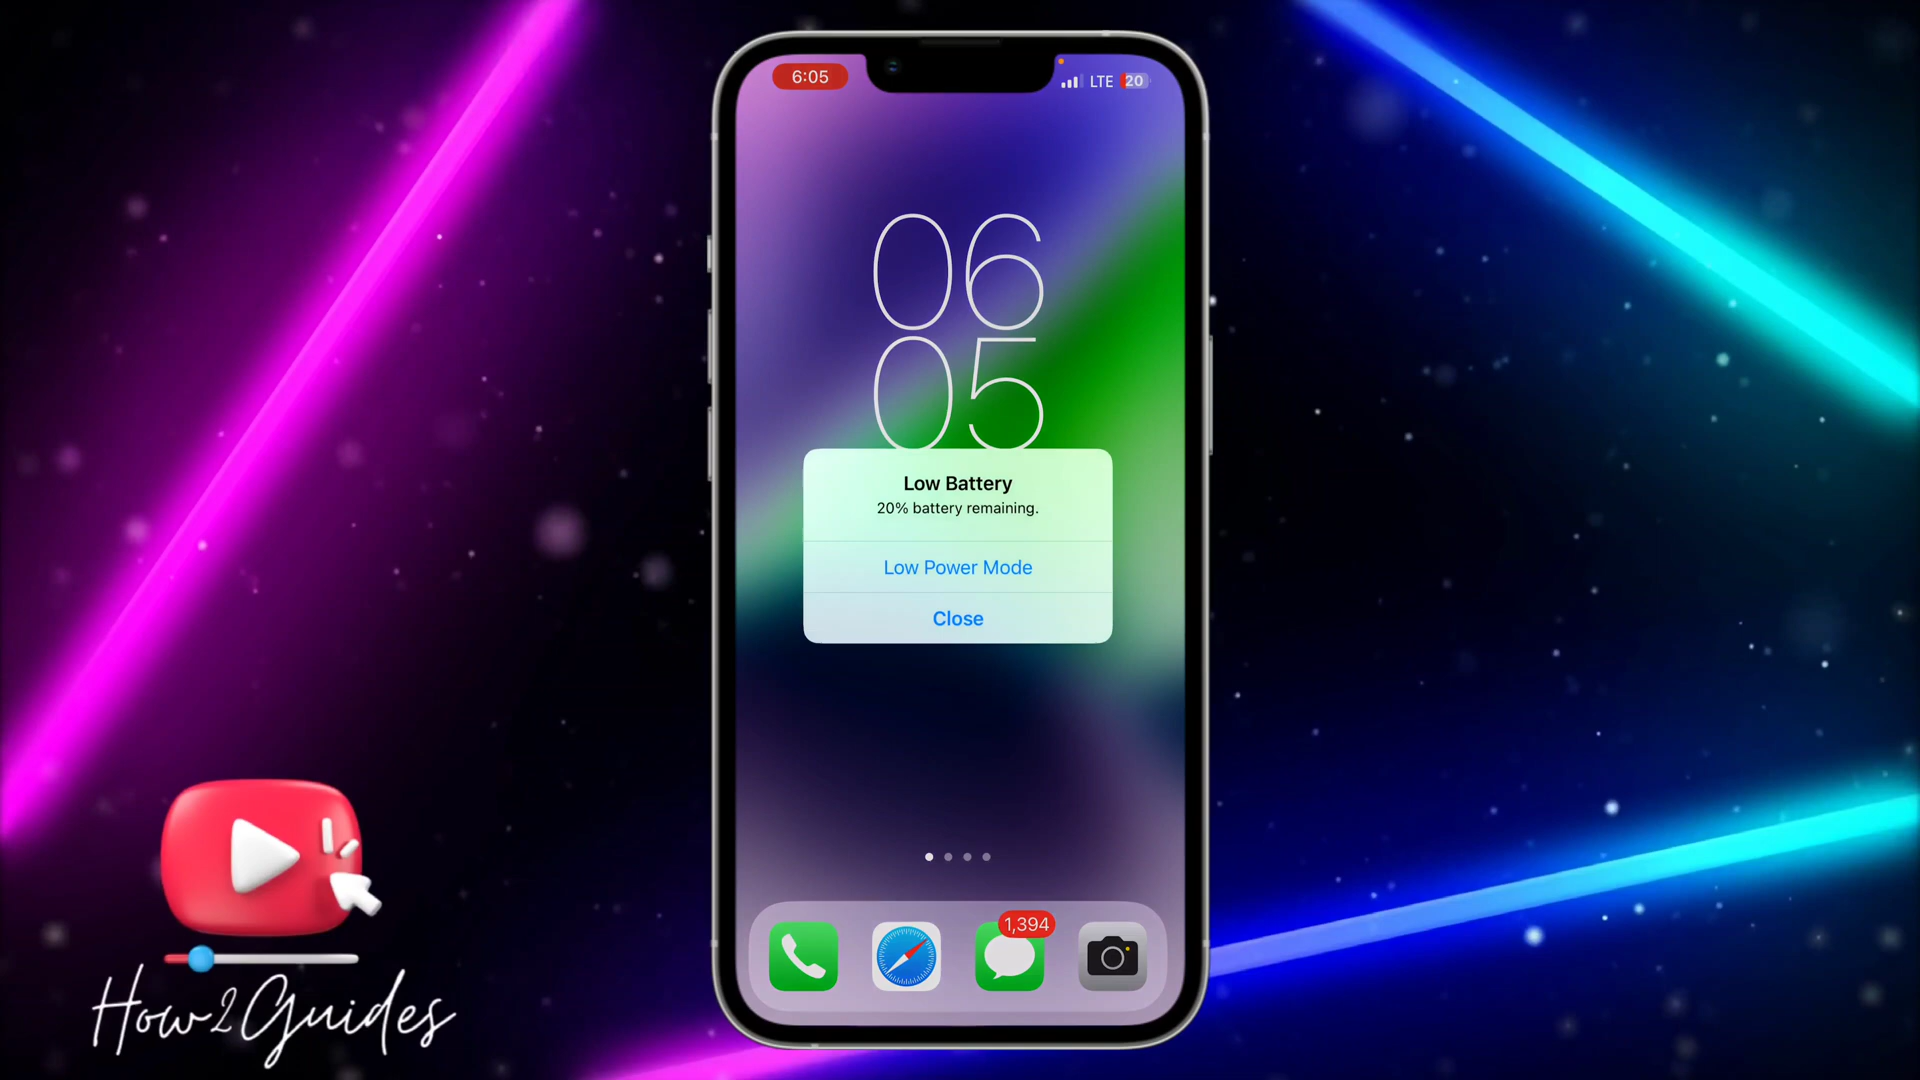 6:05
LTE 20
06
05
Low Battery
20% battery remaining.
Low Power Mode
Close
1,394
How2Guides